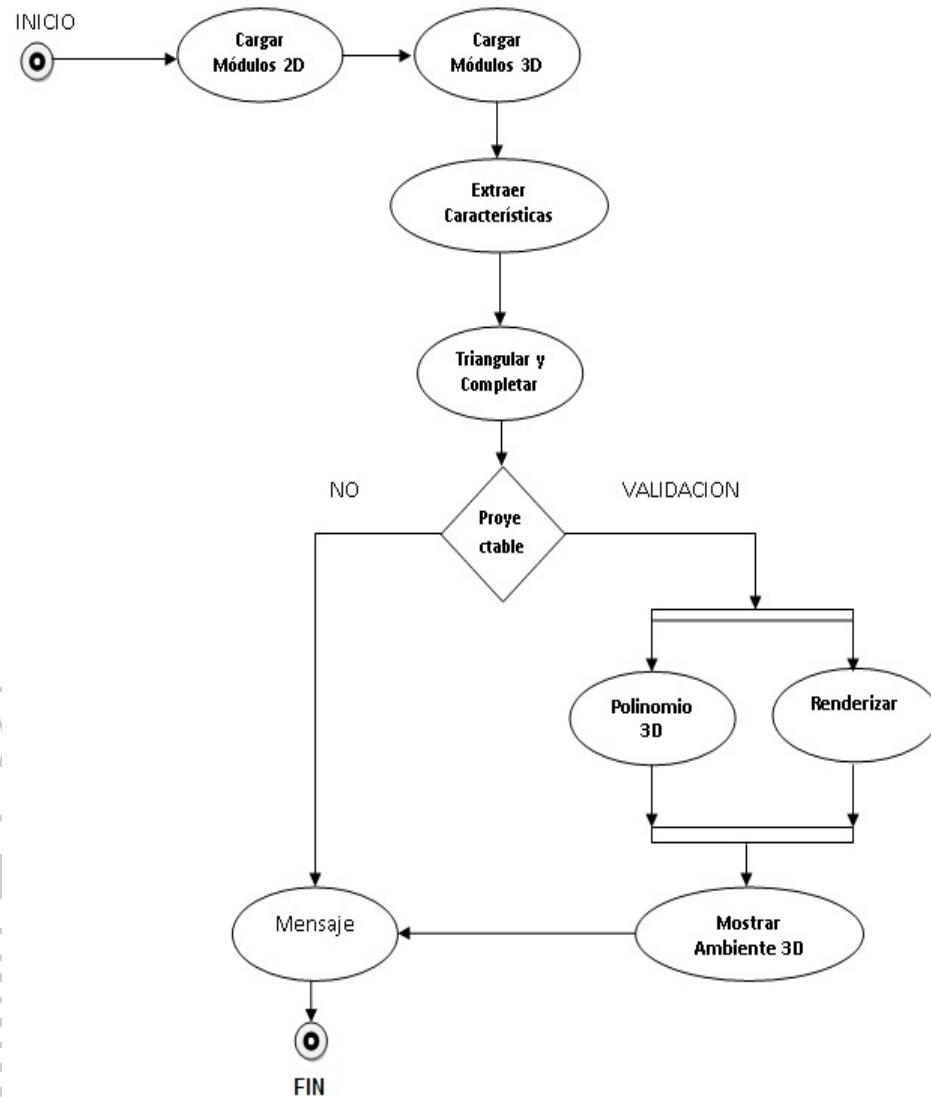 INICIO
Cargar
Módulos 2D
Cargar
Módulos 3D
Extraer
Características
Triangular y
Completar
NO
VALIDACION
Proye
ctable
Polinomio
3D
Renderizar
Mensaje
Mostrar
Ambiente 3D
FIN